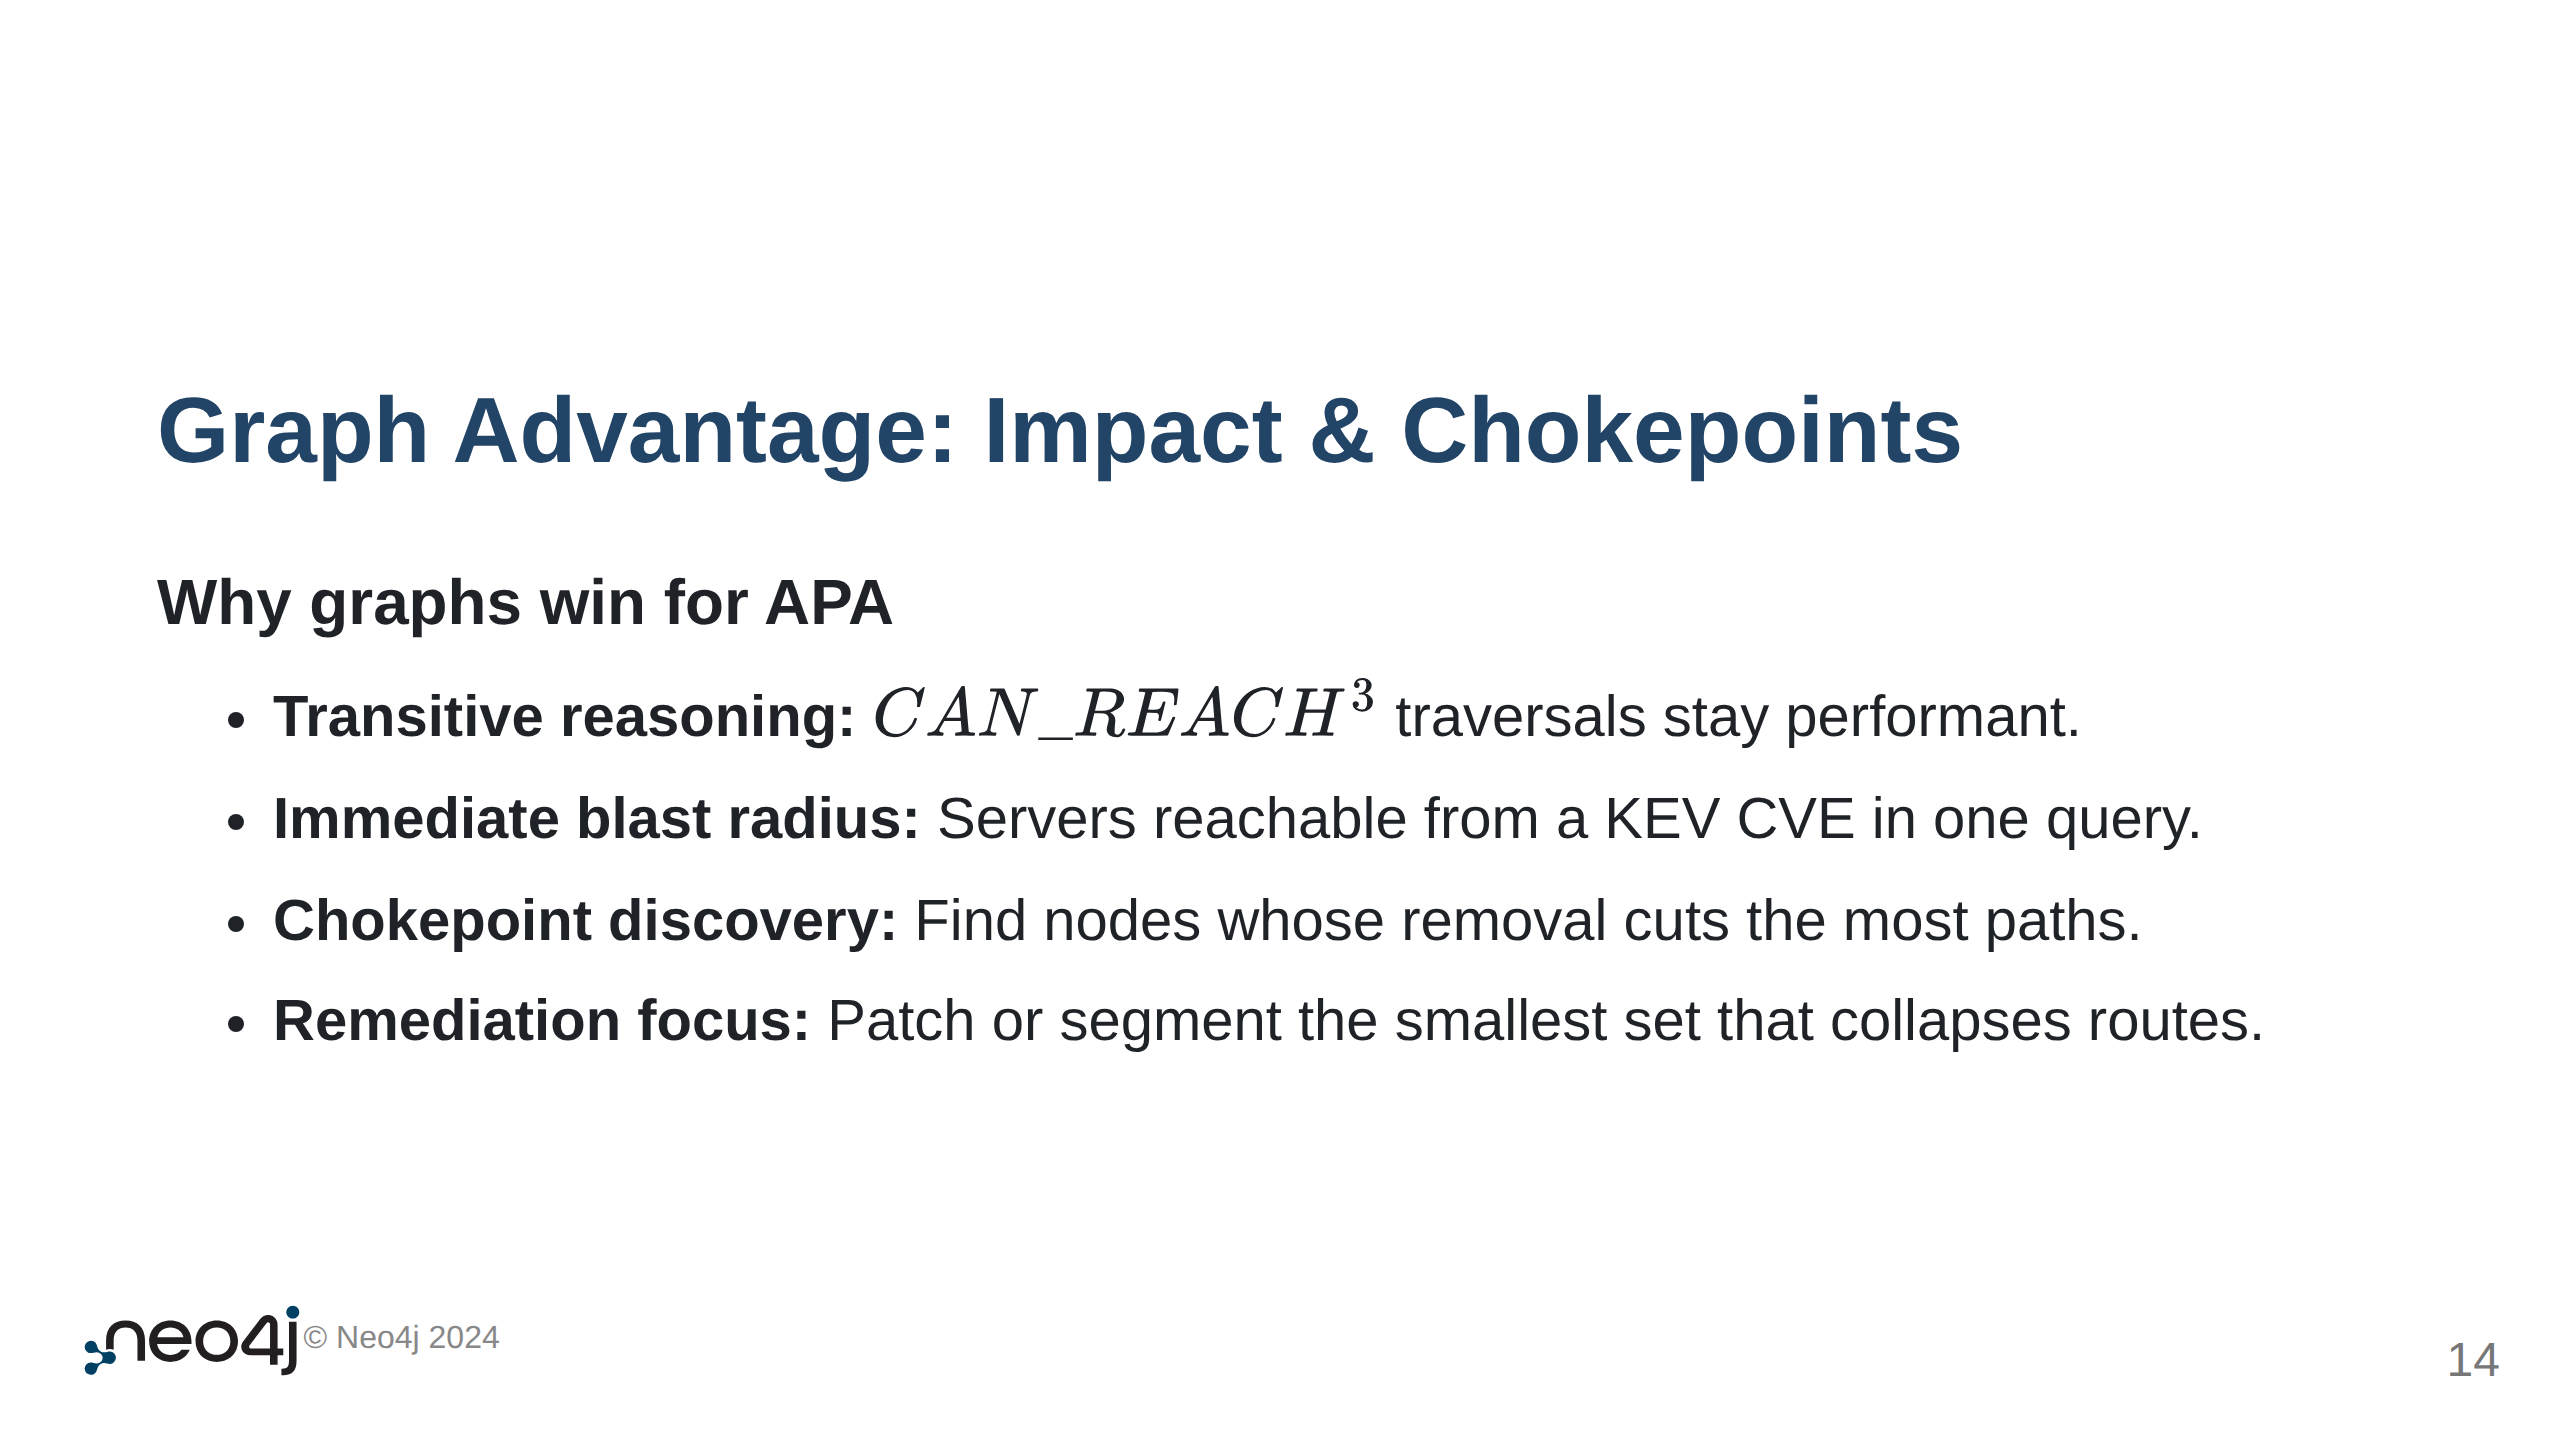 Graph Advantage: Impact & Chokepoints
Why graphs win for APA
• Transitive reasoning: CAN_REACH³ traversals stay performant.
• Immediate blast radius: Servers reachable from a KEV CVE in one query.
• Chokepoint discovery: Find nodes whose removal cuts the most paths.
• Remediation focus: Patch or segment the smallest set that collapses routes.
neo4j © Neo4j 2024
14